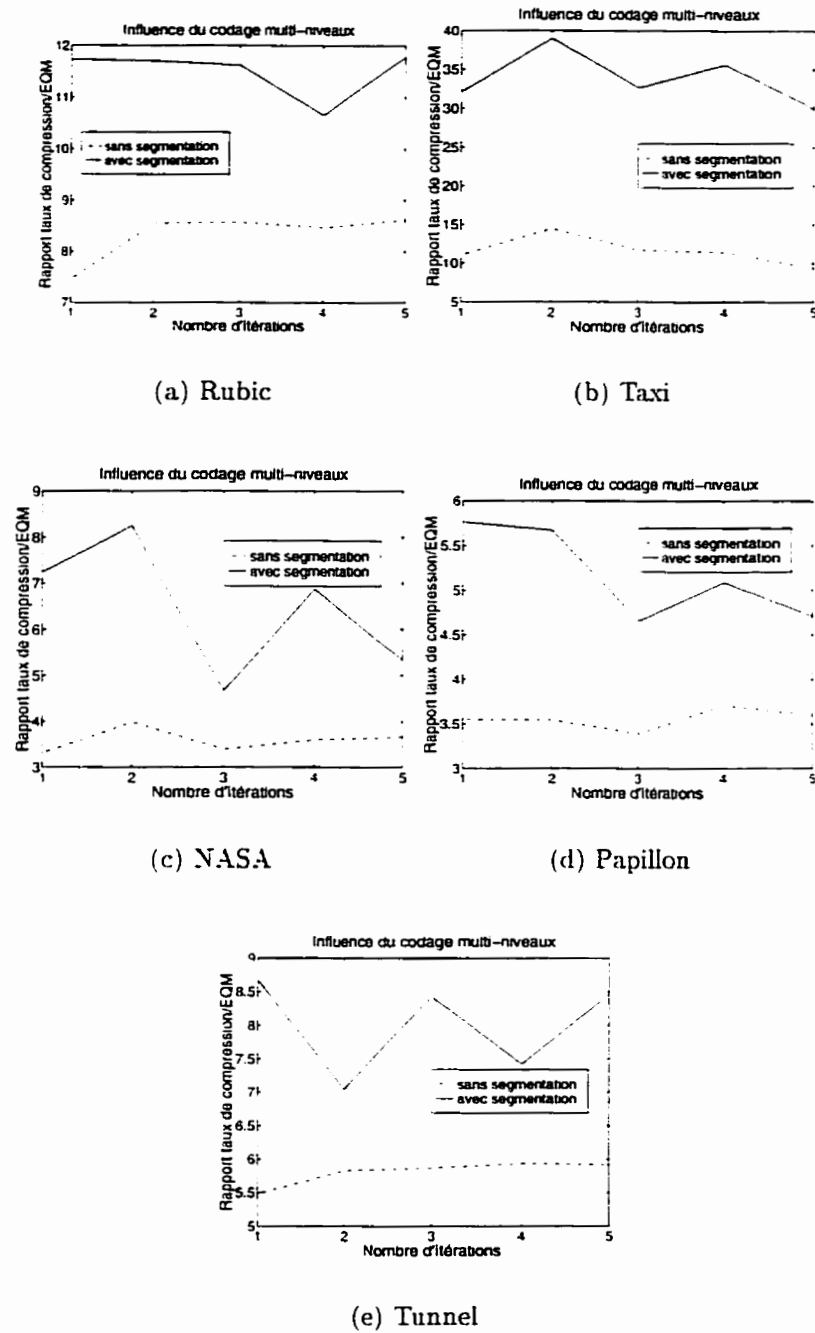 Influence du codage multi-niveaux
Rapport taux de compression/EQM
12
11
10
9
8
7
sans segmentation
avec segmentation
1 2 3 4 5
Nombre d'itérations
(a) Rubic
Influence du codage multi-niveaux
Rapport taux de compression/EQM
40
35
30
25
20
15
10
5
sans segmentation
avec segmentation
1 2 3 4 5
Nombre d'itérations
(b) Taxi
Influence du codage multi-niveaux
Rapport taux de compression/EQM
9
8
7
6
5
4
3
sans segmentation
avec segmentation
1 2 3 4 5
Nombre d'itérations
(c) NASA
Influence du codage multi-niveaux
Rapport taux de compression/EQM
6
5.5
5
4.5
4
3.5
3
sans segmentation
avec segmentation
1 2 3 4 5
Nombre d'itérations
(d) Papillon
Influence du codage multi-niveaux
Rapport taux de compression/EQM
9
8.5
8
7.5
7
6.5
6
5.5
5
sans segmentation
avec segmentation
1 2 3 4 5
Nombre d'itérations
(e) Tunnel